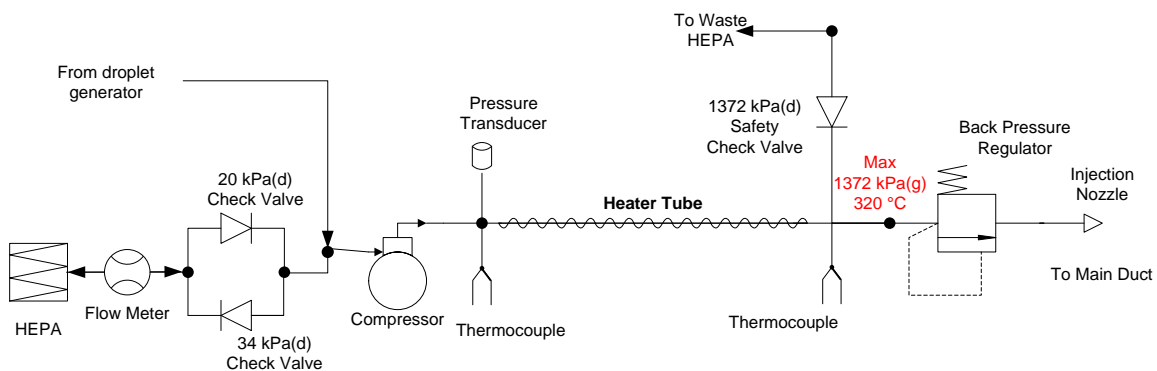 To Waste
HEPA
From droplet
generator
Pressure
Transducer
1372 kPa(d)
Safety
Check Valve
Back Pressure
Regulator
Max
1372 kPa(g)
320 °C
Injection
Nozzle
20 kPa(d)
Check Valve
Heater Tube
To Main Duct
HEPA
Flow Meter
Compressor
Thermocouple
Thermocouple
34 kPa(d)
Check Valve